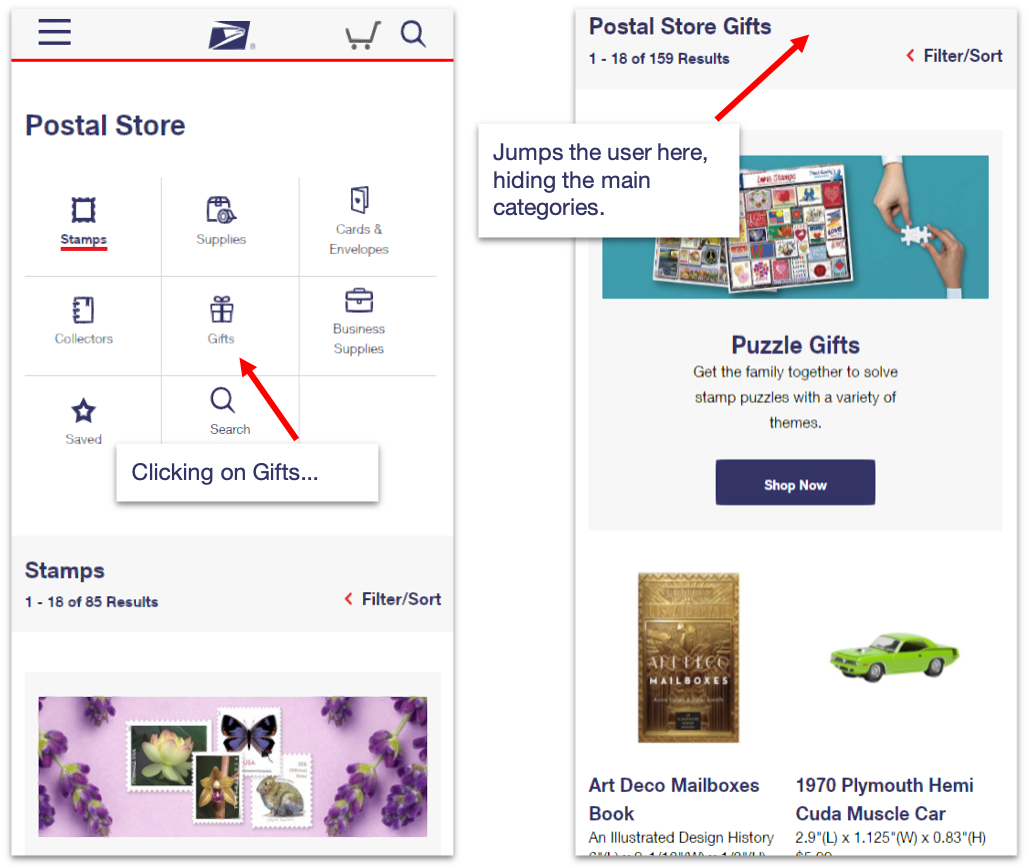 Postal Store
Stamps
Supplies
Cards &
Envelopes
Collectors
Gifts
Business
Supplies
Saved
Search
Clicking on Gifts...
Stamps
1 - 18 of 85 Results
Filter/Sort
USA
Postal Store Gifts
1 - 18 of 159 Results
Filter/Sort
Jumps the user here,
hiding the main
categories.
Love Stamps
Puzzle Gifts
Get the family together to solve
stamp puzzles with a variety of
themes.
Shop Now
ART DECO
MAILBOXES
Art Deco Mailboxes
Book
An Illustrated Design History
1970 Plymouth Hemi
Cuda Muscle Car
2.9"(L) x 1.125"(W) x 0.83"(H)